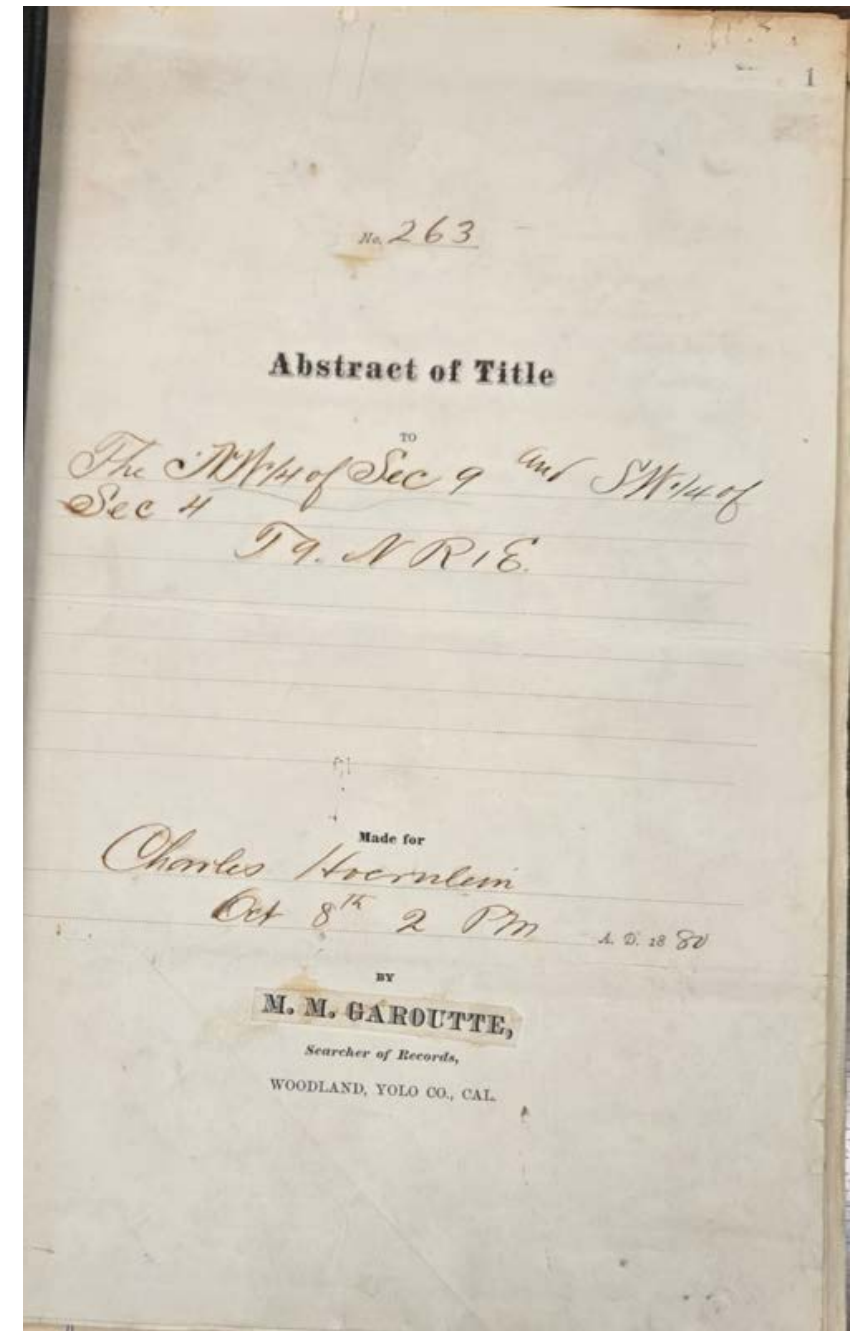 1
No. 263
Abstract of Title
TO
The NW 1/4 of Sec 9 and SW 1/4 of
Sec 4
T9. N R1E.
Made for
Charles Hoernlein
Oct 8th 2 PM A. D. 1880
BY
M. M. GAROUTTE,
Searcher of Records,
WOODLAND, YOLO CO., CAL.